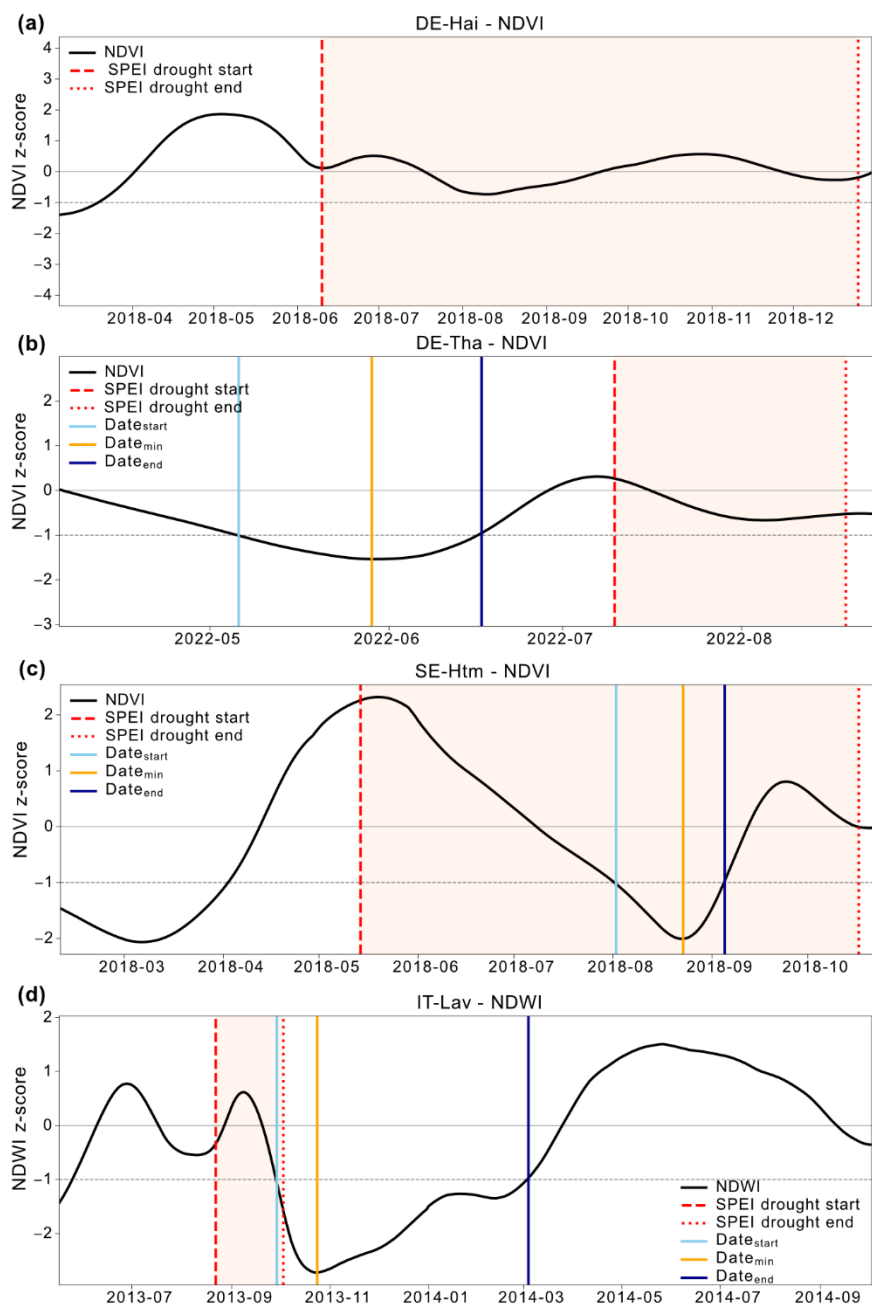 (a)
DE-Hai - NDVI
NDVI z-score
4
3
2
1
0
−1
−2
−3
−4
NDVI
SPEI drought start
SPEI drought end
2018-04 2018-05 2018-06 2018-07 2018-08 2018-09 2018-10 2018-11 2018-12
(b)
DE-Tha - NDVI
NDVI z-score
2
1
0
−1
−2
−3
NDVI
SPEI drought start
SPEI drought end
Datestart
Datemin
Dateend
2022-05 2022-06 2022-07 2022-08
(c)
SE-Htm - NDVI
NDVI z-score
2
1
0
−1
−2
NDVI
SPEI drought start
SPEI drought end
Datestart
Datemin
Dateend
2018-03 2018-04 2018-05 2018-06 2018-07 2018-08 2018-09 2018-10
(d)
IT-Lav - NDWI
NDWI z-score
2
1
0
−1
−2
NDWI
SPEI drought start
SPEI drought end
Datestart
Datemin
Dateend
2013-07 2013-09 2013-11 2014-01 2014-03 2014-05 2014-07 2014-09